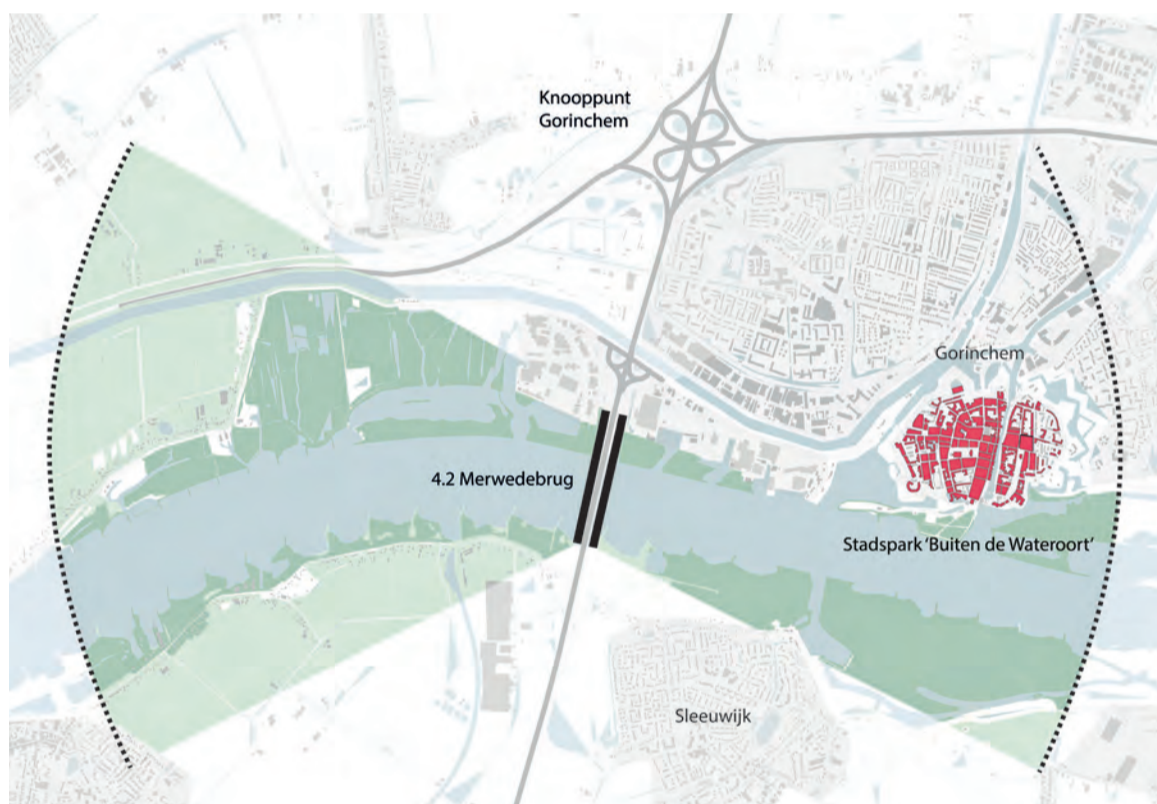 Knooppunt
Gorinchem
Gorinchem
4.2 Merwedebrug
Stadspark ‘Buiten de Wateroort’
Sleeuwijk